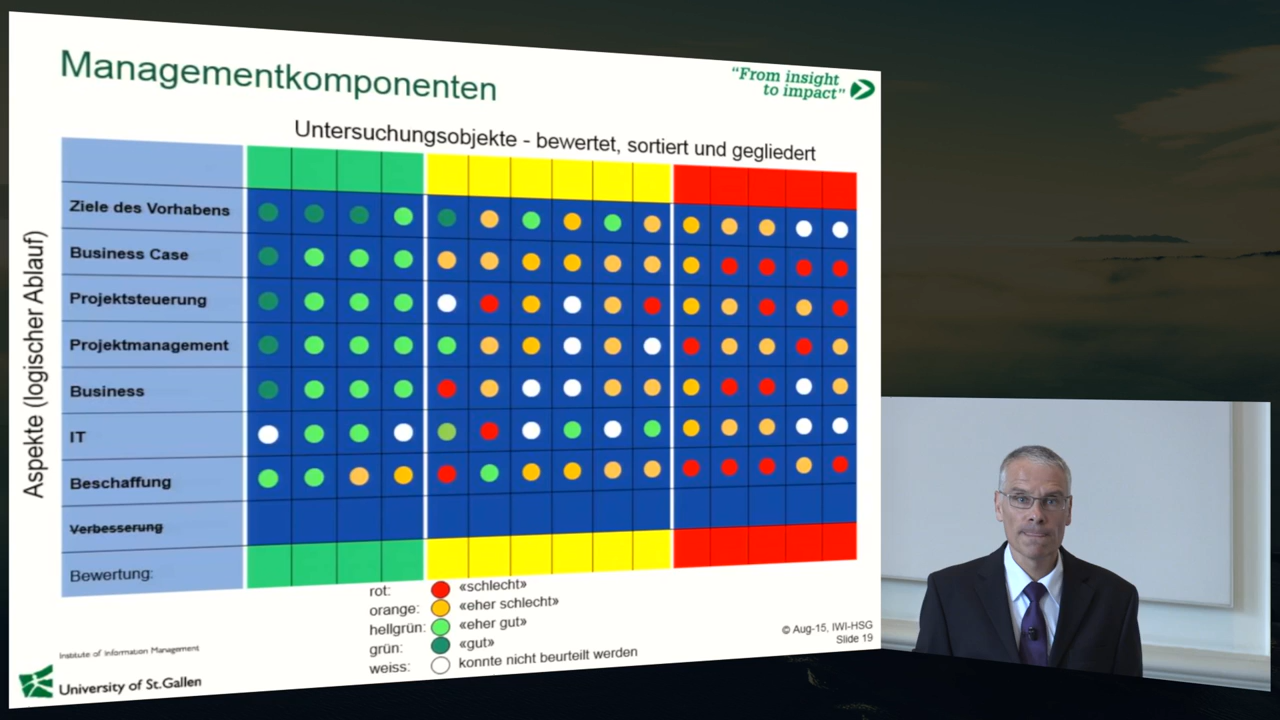 Managementkomponenten
“From insight
to impact”
Untersuchungsobjekte - bewertet, sortiert und gegliedert
Aspekte (logischer Ablauf)
Ziele des Vorhabens
Business Case
Projektsteuerung
Projektmanagement
Business
IT
Beschaffung
Verbesserung
Bewertung:
rot: «schlecht»
orange: «eher schlecht»
hellgrün: «eher gut»
grün: «gut»
weiss: konnte nicht beurteilt werden
© Aug-15, IWI-HSG
Slide 19
Institute of Information Management
University of St.Gallen